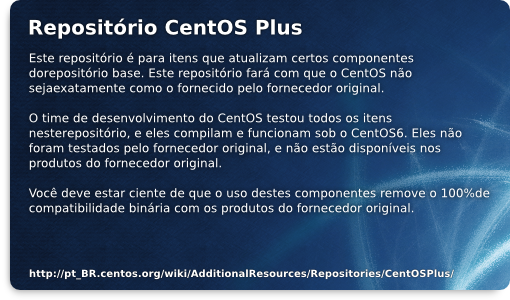 Repositório CentOS Plus
Este repositório é para itens que atualizam certos componentes
dorepositório base. Este repositório fará com que o CentOS não
sejaexatamente como o fornecido pelo fornecedor original.
O time de desenvolvimento do CentOS testou todos os itens
nesterepositório, e eles compilam e funcionam sob o CentOS6. Eles não
foram testados pelo fornecedor original, e não estão disponíveis nos
produtos do fornecedor original.
Você deve estar ciente de que o uso destes componentes remove o 100%de
compatibilidade binária com os produtos do fornecedor original.
http://pt_BR.centos.org/wiki/AdditionalResources/Repositories/CentOSPlus/